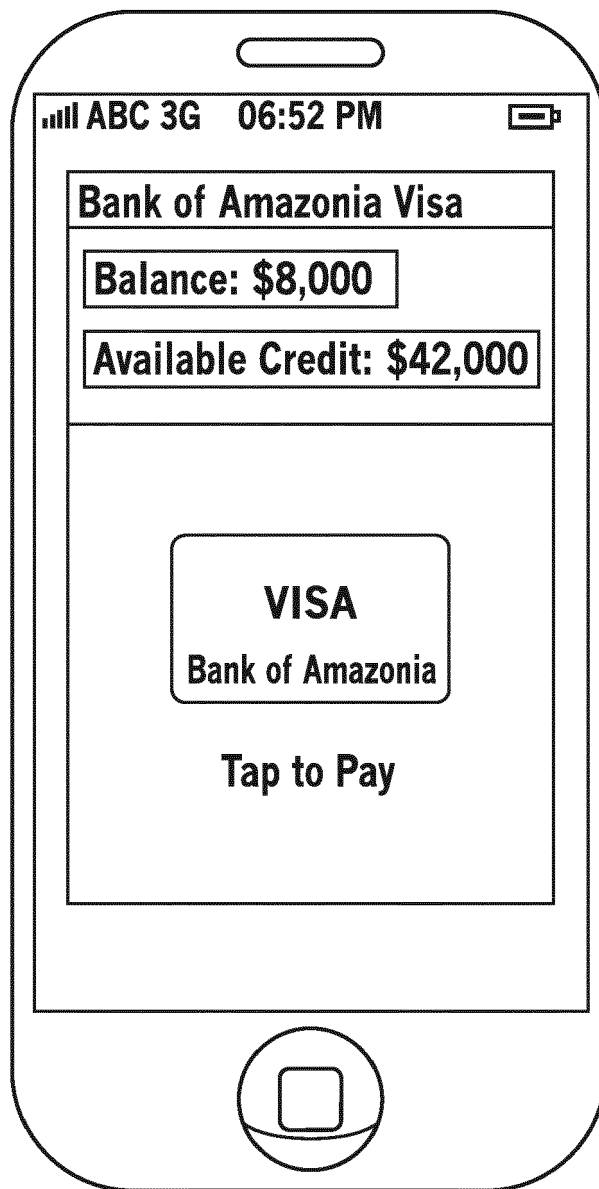 ABC 3G 06:52 PM
Bank of Amazonia Visa
Balance: $8,000
Available Credit: $42,000
VISA
Bank of Amazonia
Tap to Pay